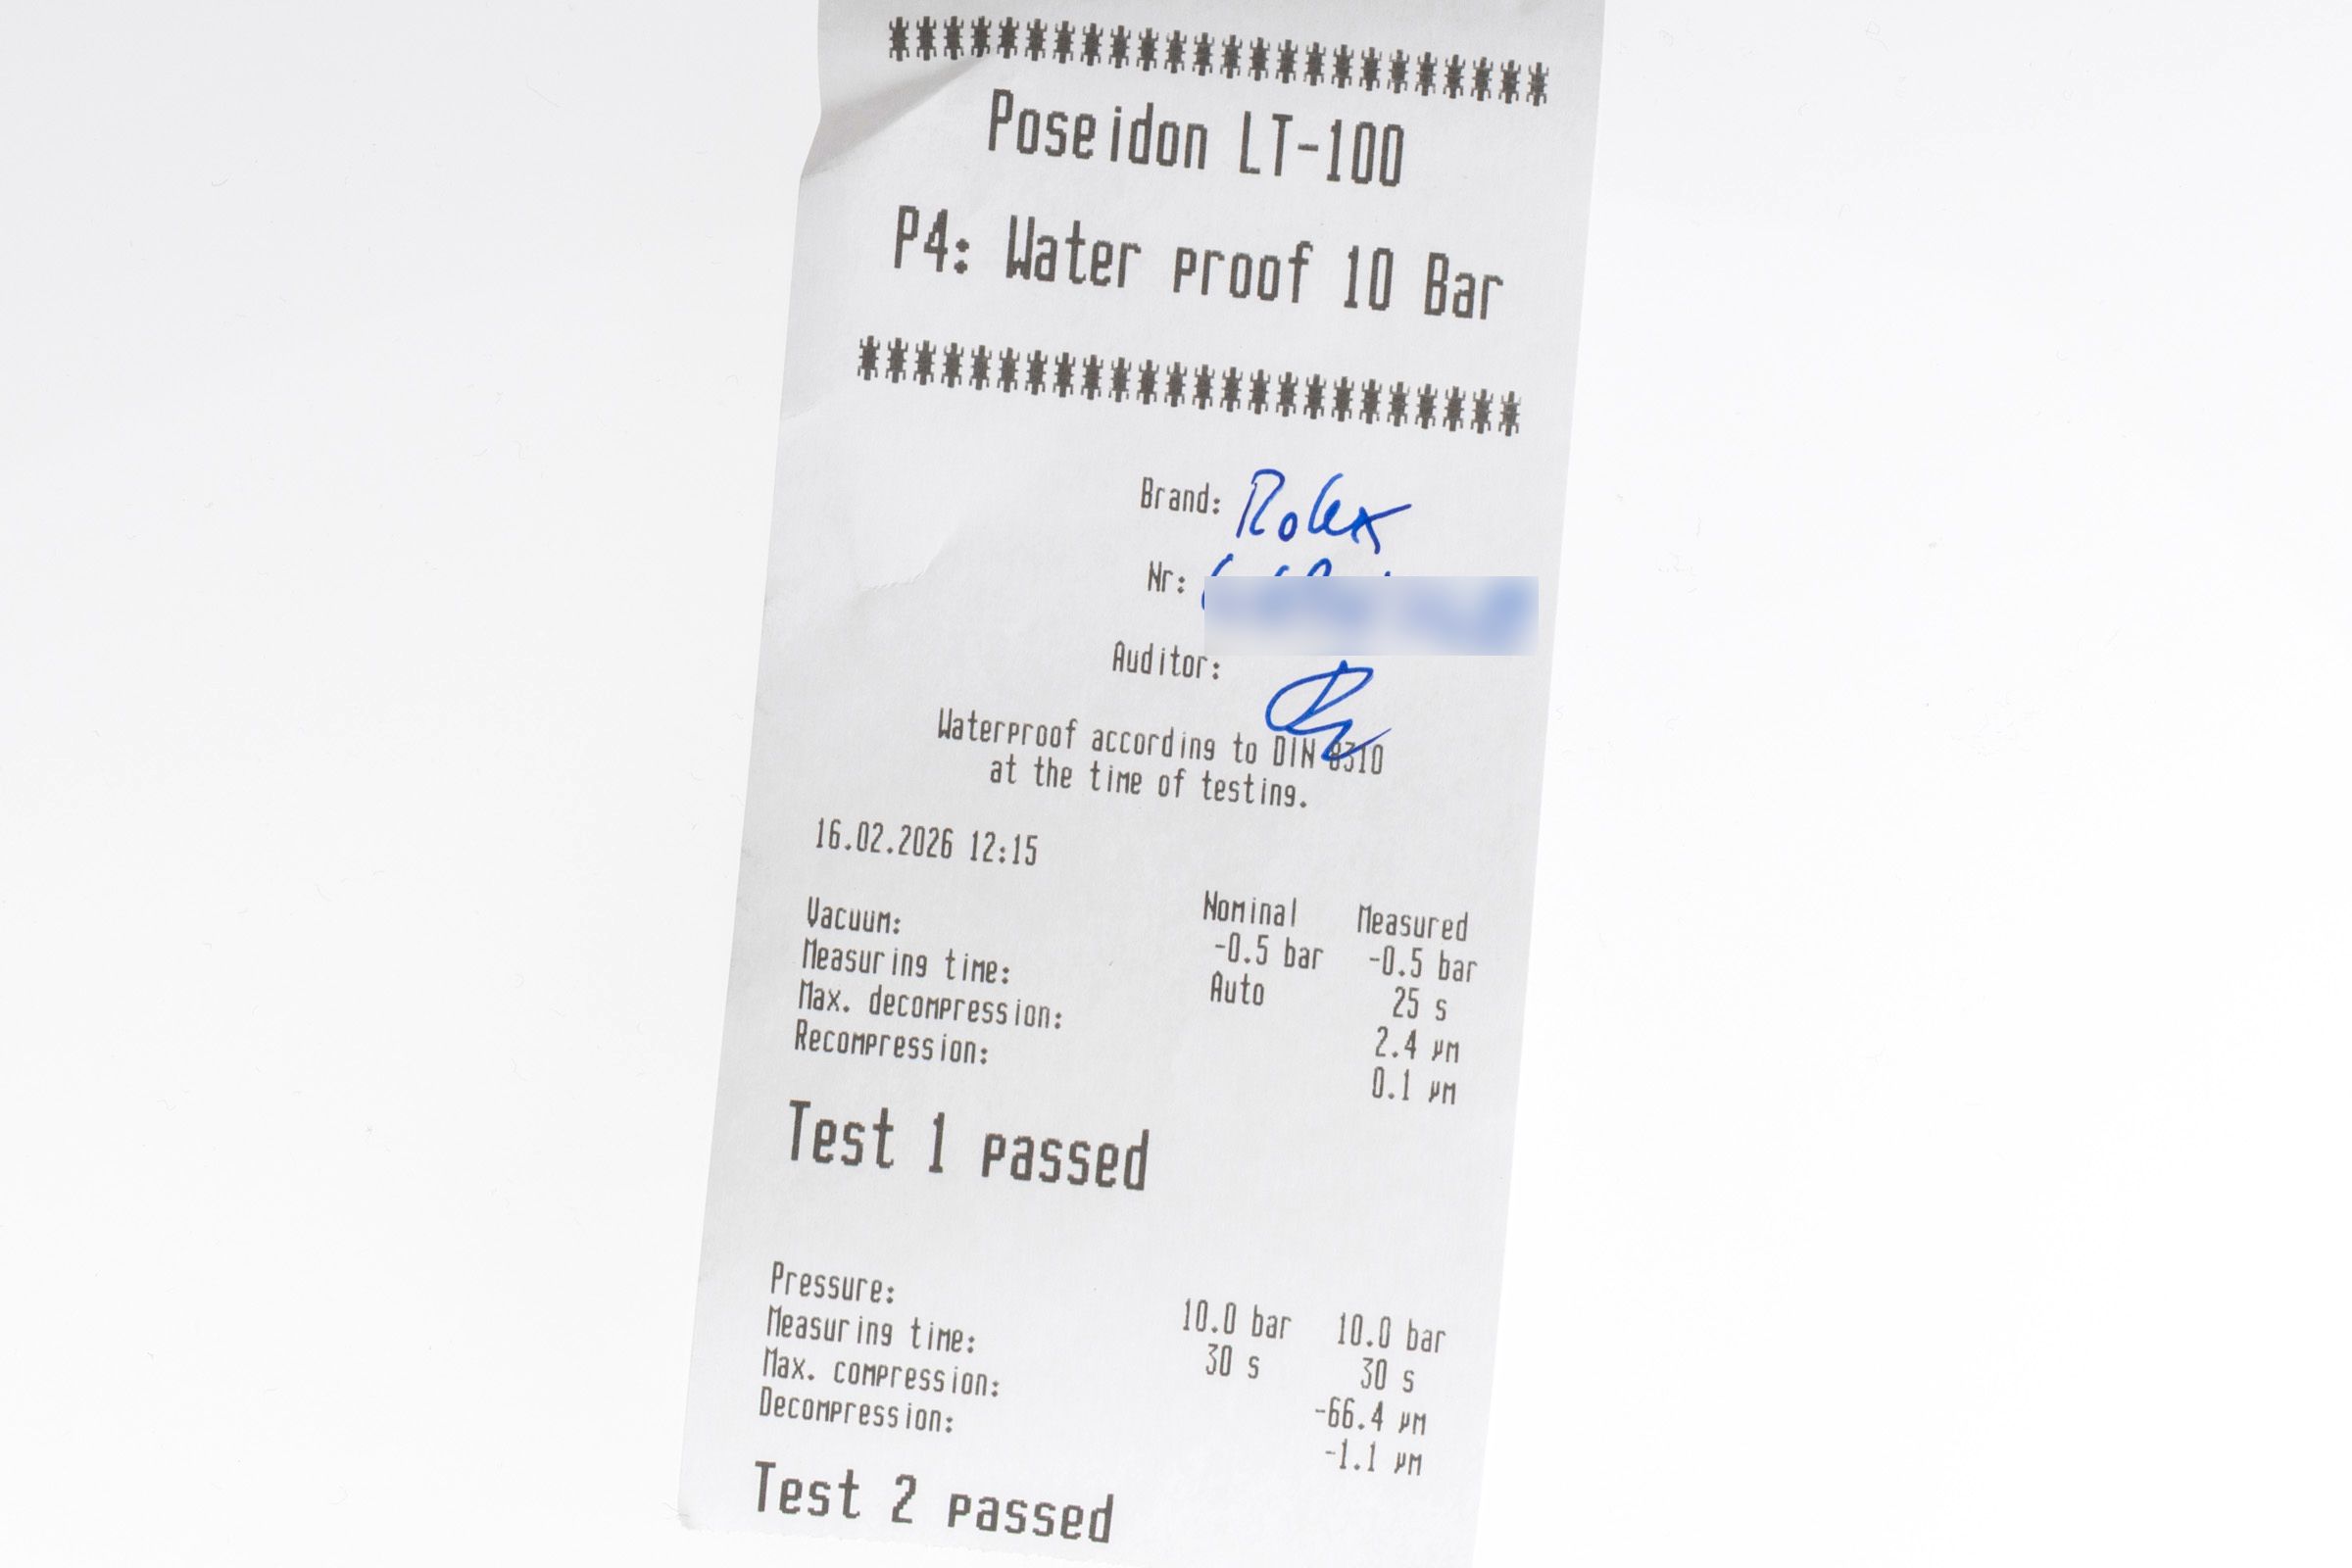 ************************
Poseidon LT-100
P4: Water proof 10 Bar
************************
Brand: Rolex
Nr:
Auditor:
Waterproof according to DIN 8310
at the time of testing.
16.02.2026 12:15
Nominal Measured
Vacuum: -0.5 bar -0.5 bar
Measuring time: Auto 25 s
Max. decompression: 2.4 µm
Recompression: 0.1 µm
Test 1 passed
Pressure: 10.0 bar 10.0 bar
Measuring time: 30 s 30 s
Max. compression: -66.4 µm
Decompression: -1.1 µm
Test 2 passed